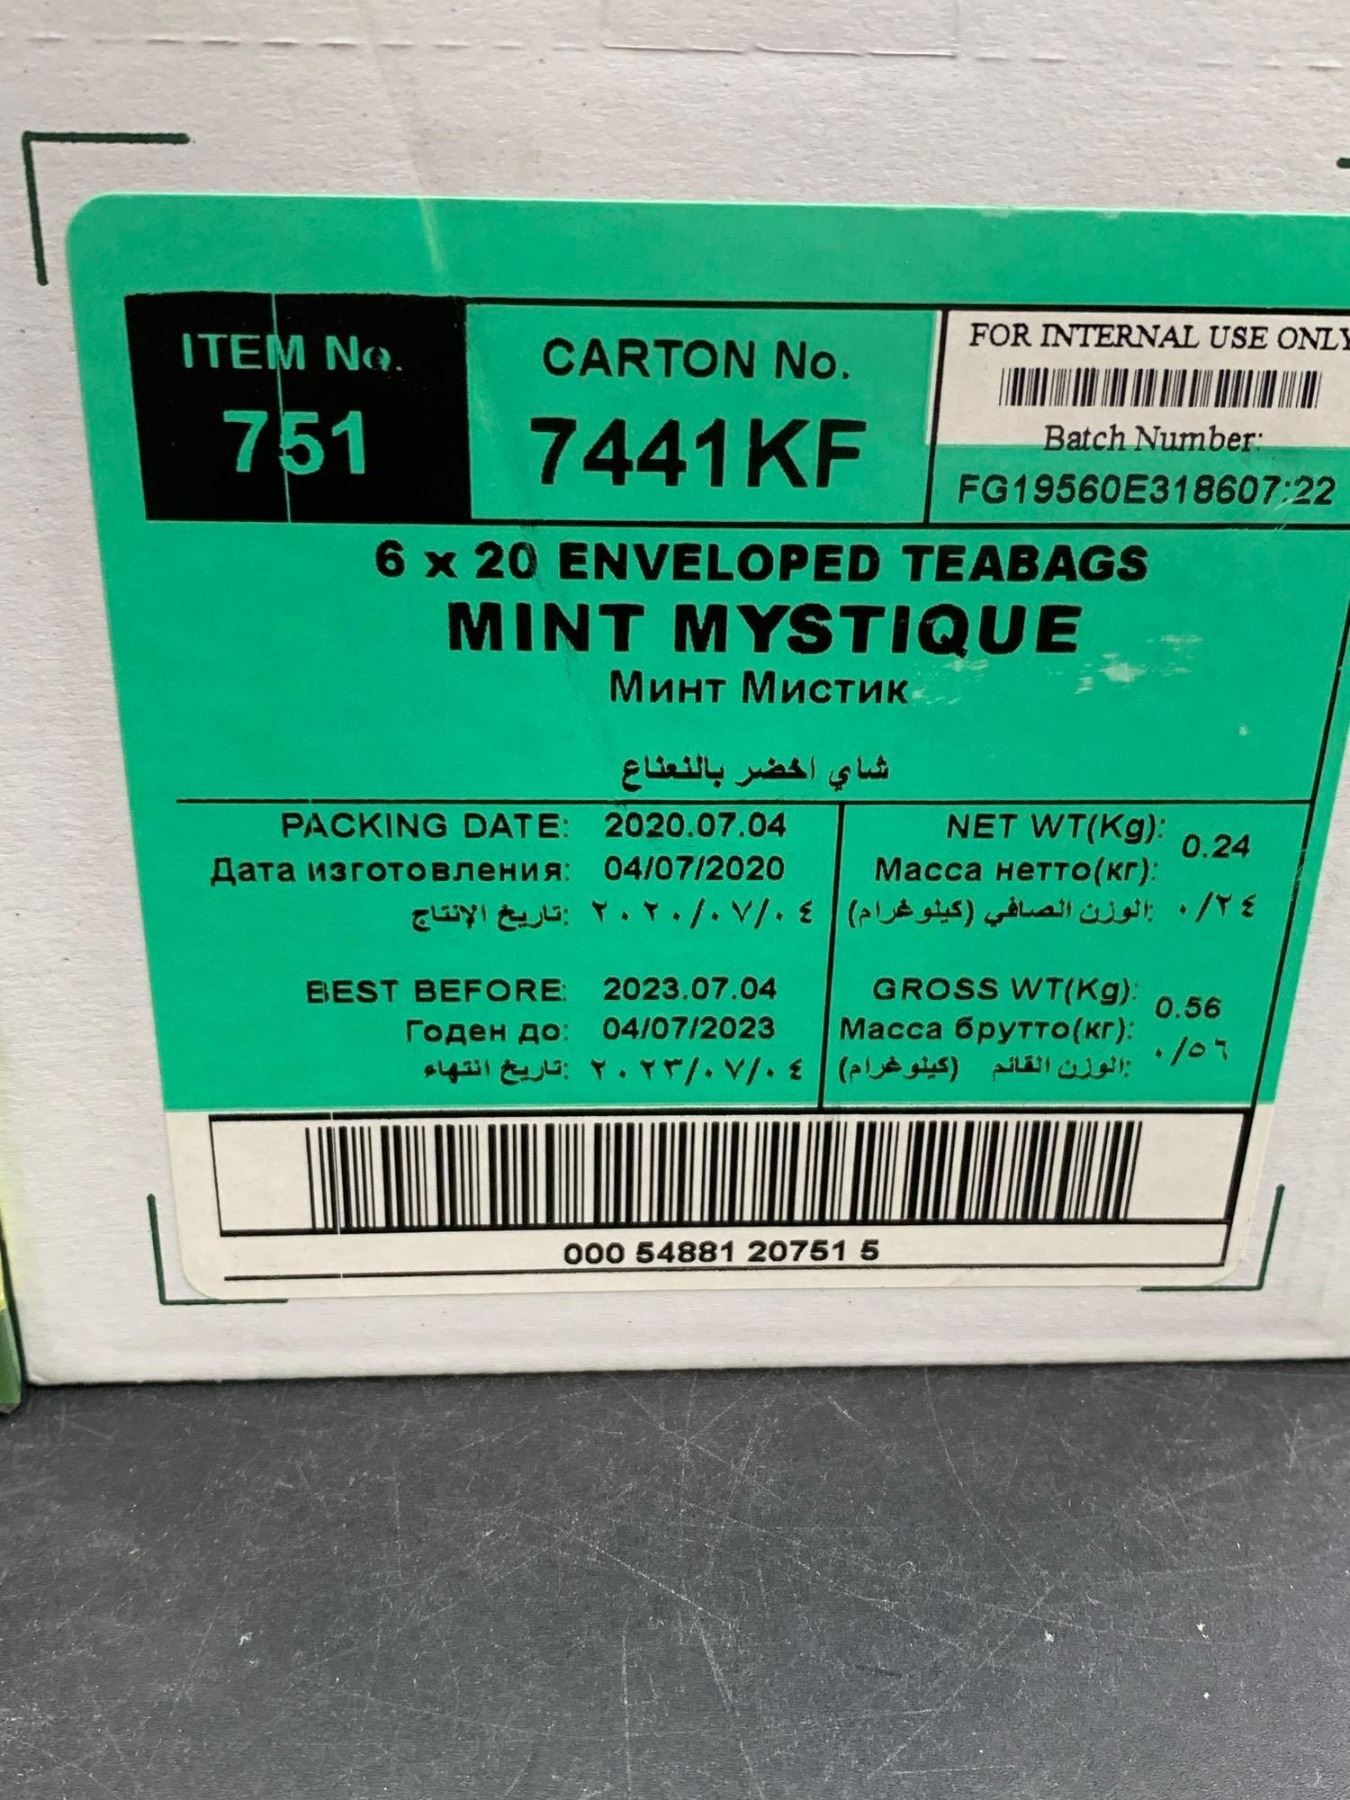 ITEM No.
751
CARTON No.
7441KF
FOR INTERNAL USE ONLY
Batch Number:
FG19560E318607:22
6 x 20 ENVELOPED TEABAGS
MINT MYSTIQUE
Минт Мистик
شاي اخضر بالنعناع
PACKING DATE: 2020.07.04
Дата изготовления: 04/07/2020
تاريخ الإنتاج: ٢٠٢٠/٠٧/٠٤
NET WT(Kg): 0.24
Масса нетто(кг):
الوزن الصافي (كيلوغرام): ٠/٢٤
BEST BEFORE: 2023.07.04
Годен до: 04/07/2023
تاريخ انتهاء: ٢٠٢٣/٠٧/٠٤
GROSS WT(Kg): 0.56
Масса брутто(кг):
الوزن القائم (كيلوغرام): ٠/٥٦
000 54881 20751 5